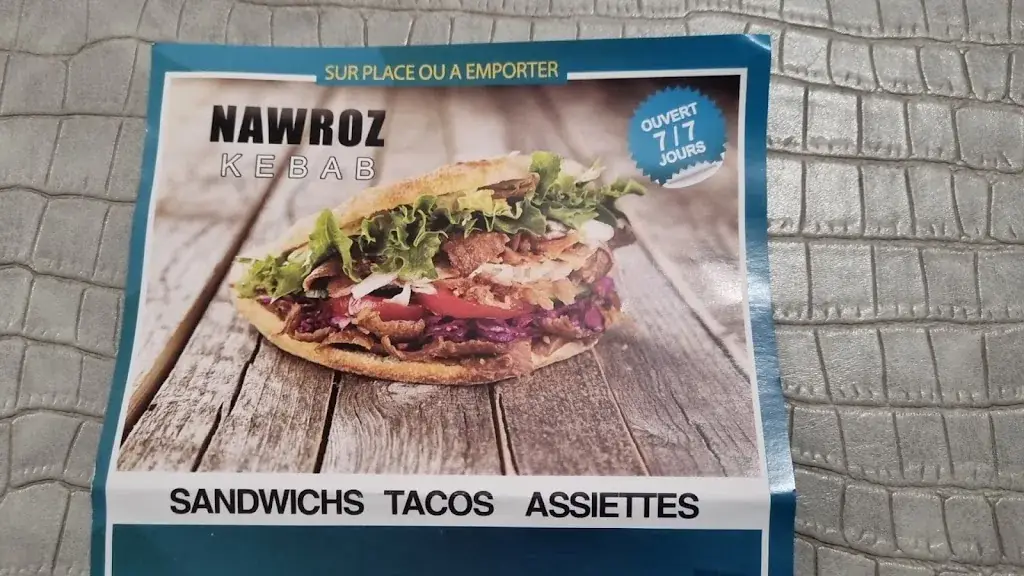 SUR PLACE OU A EMPORTER
NAWROZ
KEBAB
OUVERT
7|7
JOURS
SANDWICHS TACOS ASSIETTES